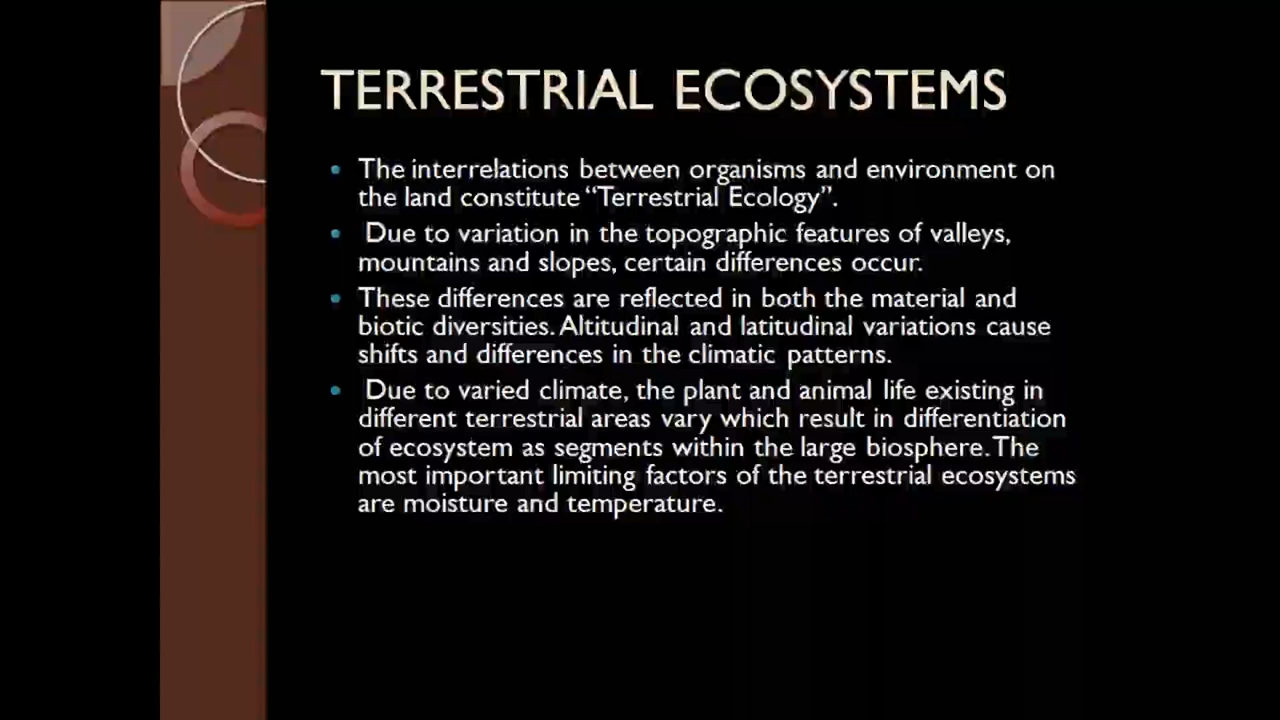 TERRESTRIAL ECOSYSTEMS
• The interrelations between organisms and environment on
the land constitute “Terrestrial Ecology”.
• Due to variation in the topographic features of valleys,
mountains and slopes, certain differences occur.
• These differences are reflected in both the material and
biotic diversities. Altitudinal and latitudinal variations cause
shifts and differences in the climatic patterns.
• Due to varied climate, the plant and animal life existing in
different terrestrial areas vary which result in differentiation
of ecosystem as segments within the large biosphere. The
most important limiting factors of the terrestrial ecosystems
are moisture and temperature.